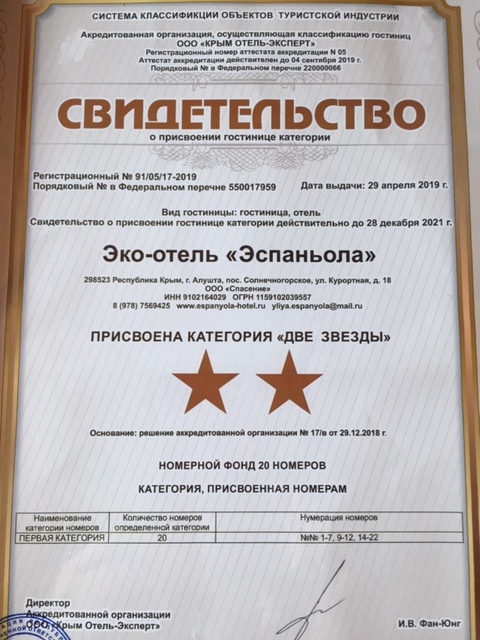 СИСТЕМА КЛАССИФИКЦИИ ОБЪЕКТОВ ТУРИСТСКОЙ ИНДУСТРИИ
Аккредитованная организация, осуществляющая классификацию гостиниц
ООО «КРЫМ ОТЕЛЬ-ЭКСПЕРТ»
Регистрационный номер аттестата аккредитации N 05
Аттестат аккредитации действителен до 04 сентября 2019 г.
Порядковый № в Федеральном перечне 220000066
СВИДЕТЕЛЬСТВО
о присвоении гостинице категории
Регистрационный № 91/05/17-2019
Порядковый № в Федеральном перечне 550017959
Дата выдачи: 29 апреля 2019 г.
Вид гостиницы: гостиница, отель
Свидетельство о присвоении гостинице категории действительно до 28 декабря 2021 г.
Эко-отель «Эспаньола»
298523 Республика Крым, г. Алушта, пос. Солнечногорское, ул. Курортная, д. 18
ООО «Спасение»
ИНН 9102164029 ОГРН 1159102039557
8 (978) 7569425 www.espanyola-hotel.ru yliya.espanyola@mail.ru
ПРИСВОЕНА КАТЕГОРИЯ «ДВЕ ЗВЕЗДЫ»
Основание: решение аккредитованной организации № 17/в от 29.12.2018 г.
НОМЕРНОЙ ФОНД 20 НОМЕРОВ
КАТЕГОРИЯ, ПРИСВОЕННАЯ НОМЕРАМ
Наименование категории номеров Количество номеров определенной категории Нумерация номеров
ПЕРВАЯ КАТЕГОРИЯ 20 №№ 1-7, 9-12, 14-22
Директор
Аккредитованной организации
ООО «Крым Отель-Эксперт»
И.В. Фан-Юнг